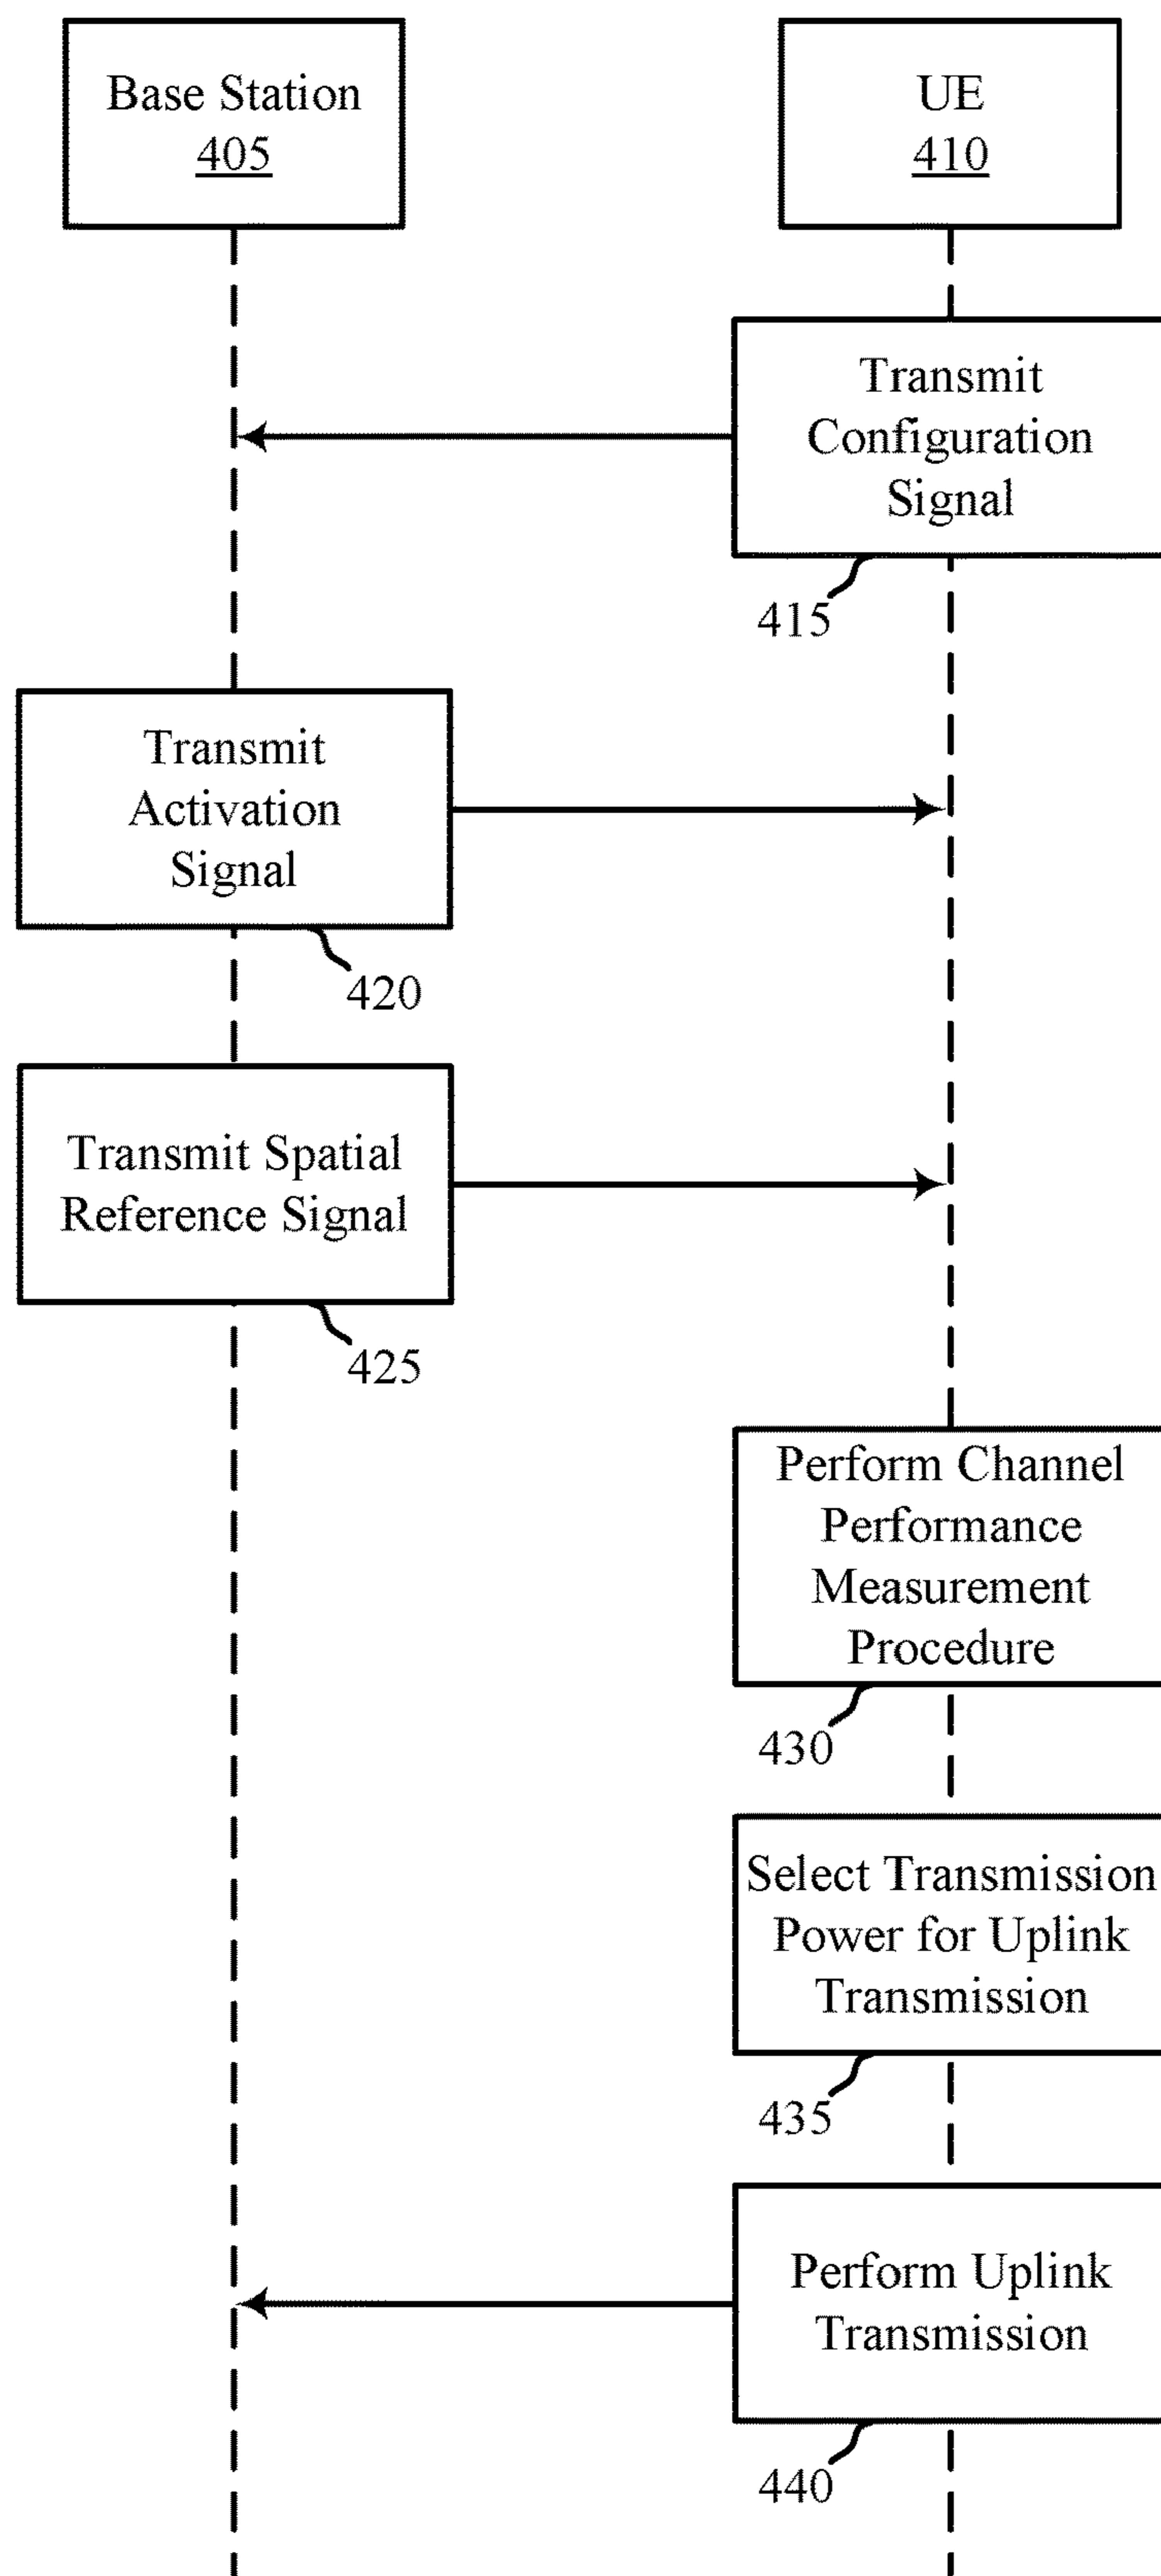 Base Station
405
UE
410
Transmit
Configuration
Signal
415
Transmit
Activation
Signal
420
Transmit Spatial
Reference Signal
425
Perform Channel
Performance
Measurement
Procedure
430
Select Transmission
Power for Uplink
Transmission
435
Perform Uplink
Transmission
440